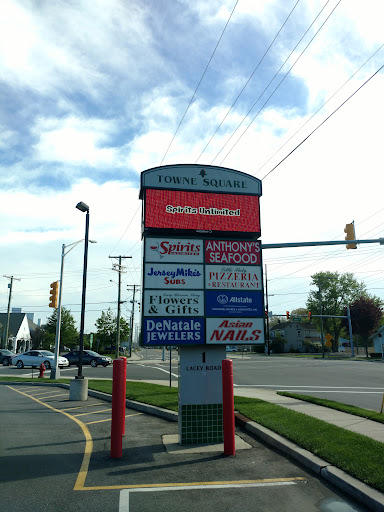 TOWNE SQUARE
Spirits Unlimited
Spirits
UNLIMITED
ANTHONY'S
SEAFOOD
Jersey Mike's
SUBS
PIZZERIA
& RESTAURANT
Flowers
& Gifts
Allstate
DeNatale
JEWELERS
Asian
NAILS
1
LACEY ROAD